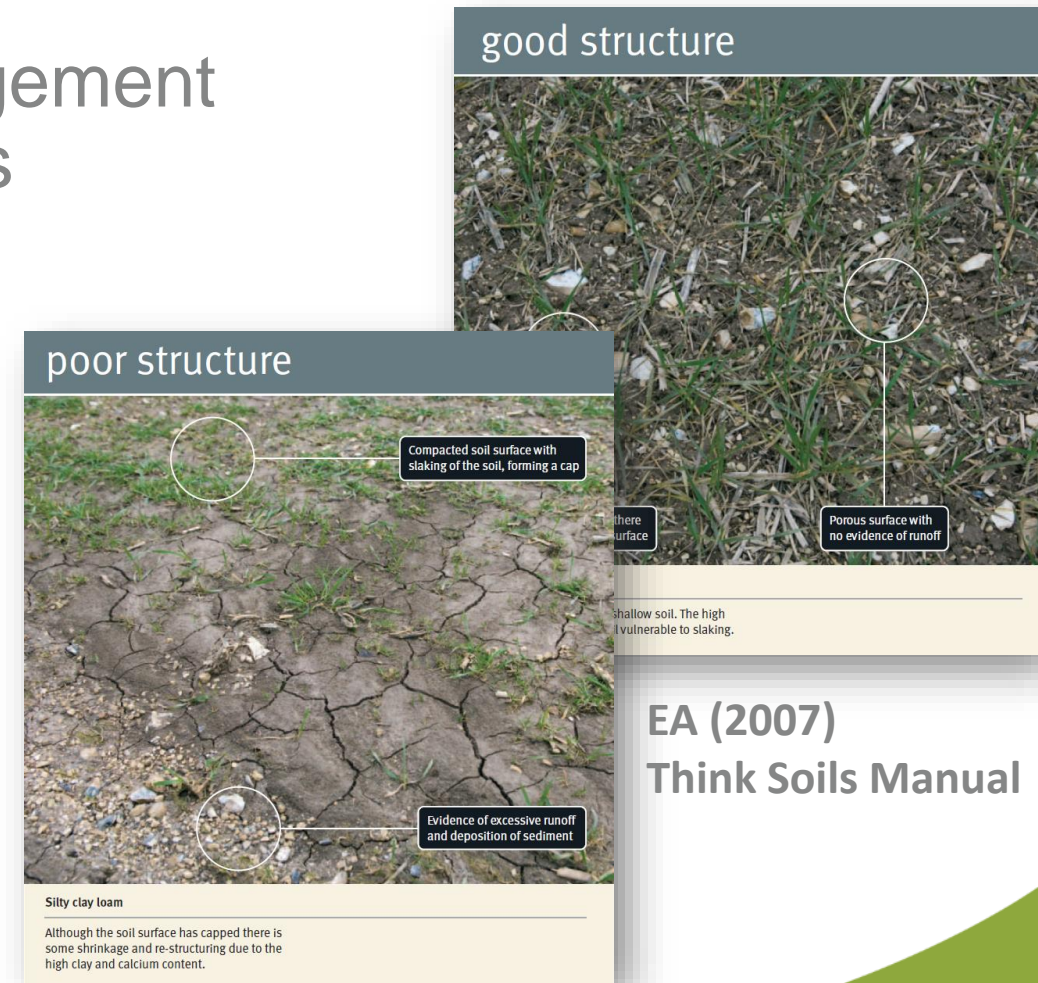 gement
s
good structure
there
urface
Porous surface with
no evidence of runoff
shallow soil. The high
l vulnerable to slaking.
poor structure
Compacted soil surface with
slaking of the soil, forming a cap
Evidence of excessive runoff
and deposition of sediment
Silty clay loam
Although the soil surface has capped there is
some shrinkage and re-structuring due to the
high clay and calcium content.
EA (2007)
Think Soils Manual